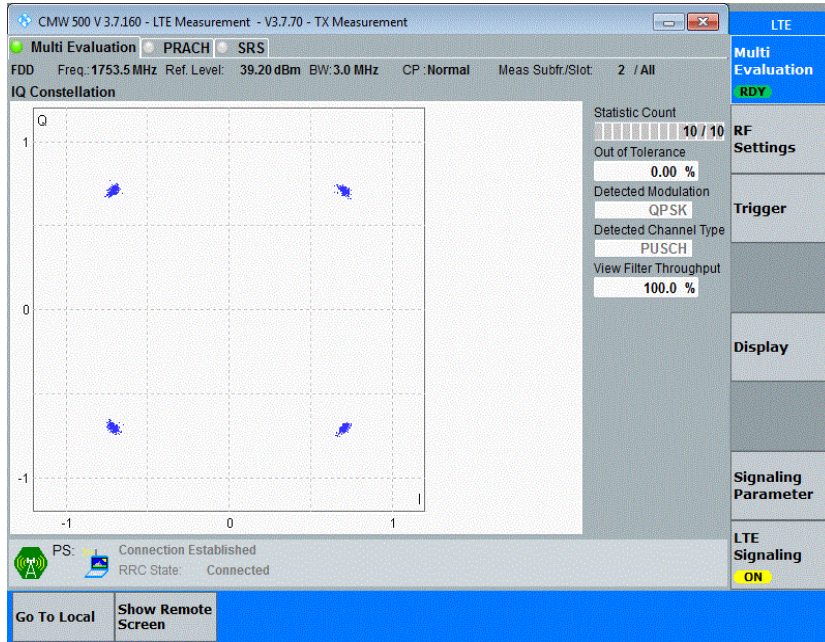 CMW 500 V 3.7.160 - LTE Measurement - V3.7.70 - TX Measurement
LTE
Multi Evaluation PRACH SRS
FDD Freq.: 1753.5 MHz Ref. Level: 39.20 dBm BW: 3.0 MHz CP : Normal Meas Subfr./Slot: 2 / All
IQ Constellation
Q
1
0
-1
I
-1 0 1
Statistic Count
10 / 10
Out of Tolerance
0.00 %
Detected Modulation
QPSK
Detected Channel Type
PUSCH
View Filter Throughput
100.0 %
Multi
Evaluation
RDY
RF
Settings
Trigger
Display
Signaling
Parameter
LTE
Signaling
ON
PS: Connection Established
RRC State: Connected
Go To Local
Show Remote
Screen